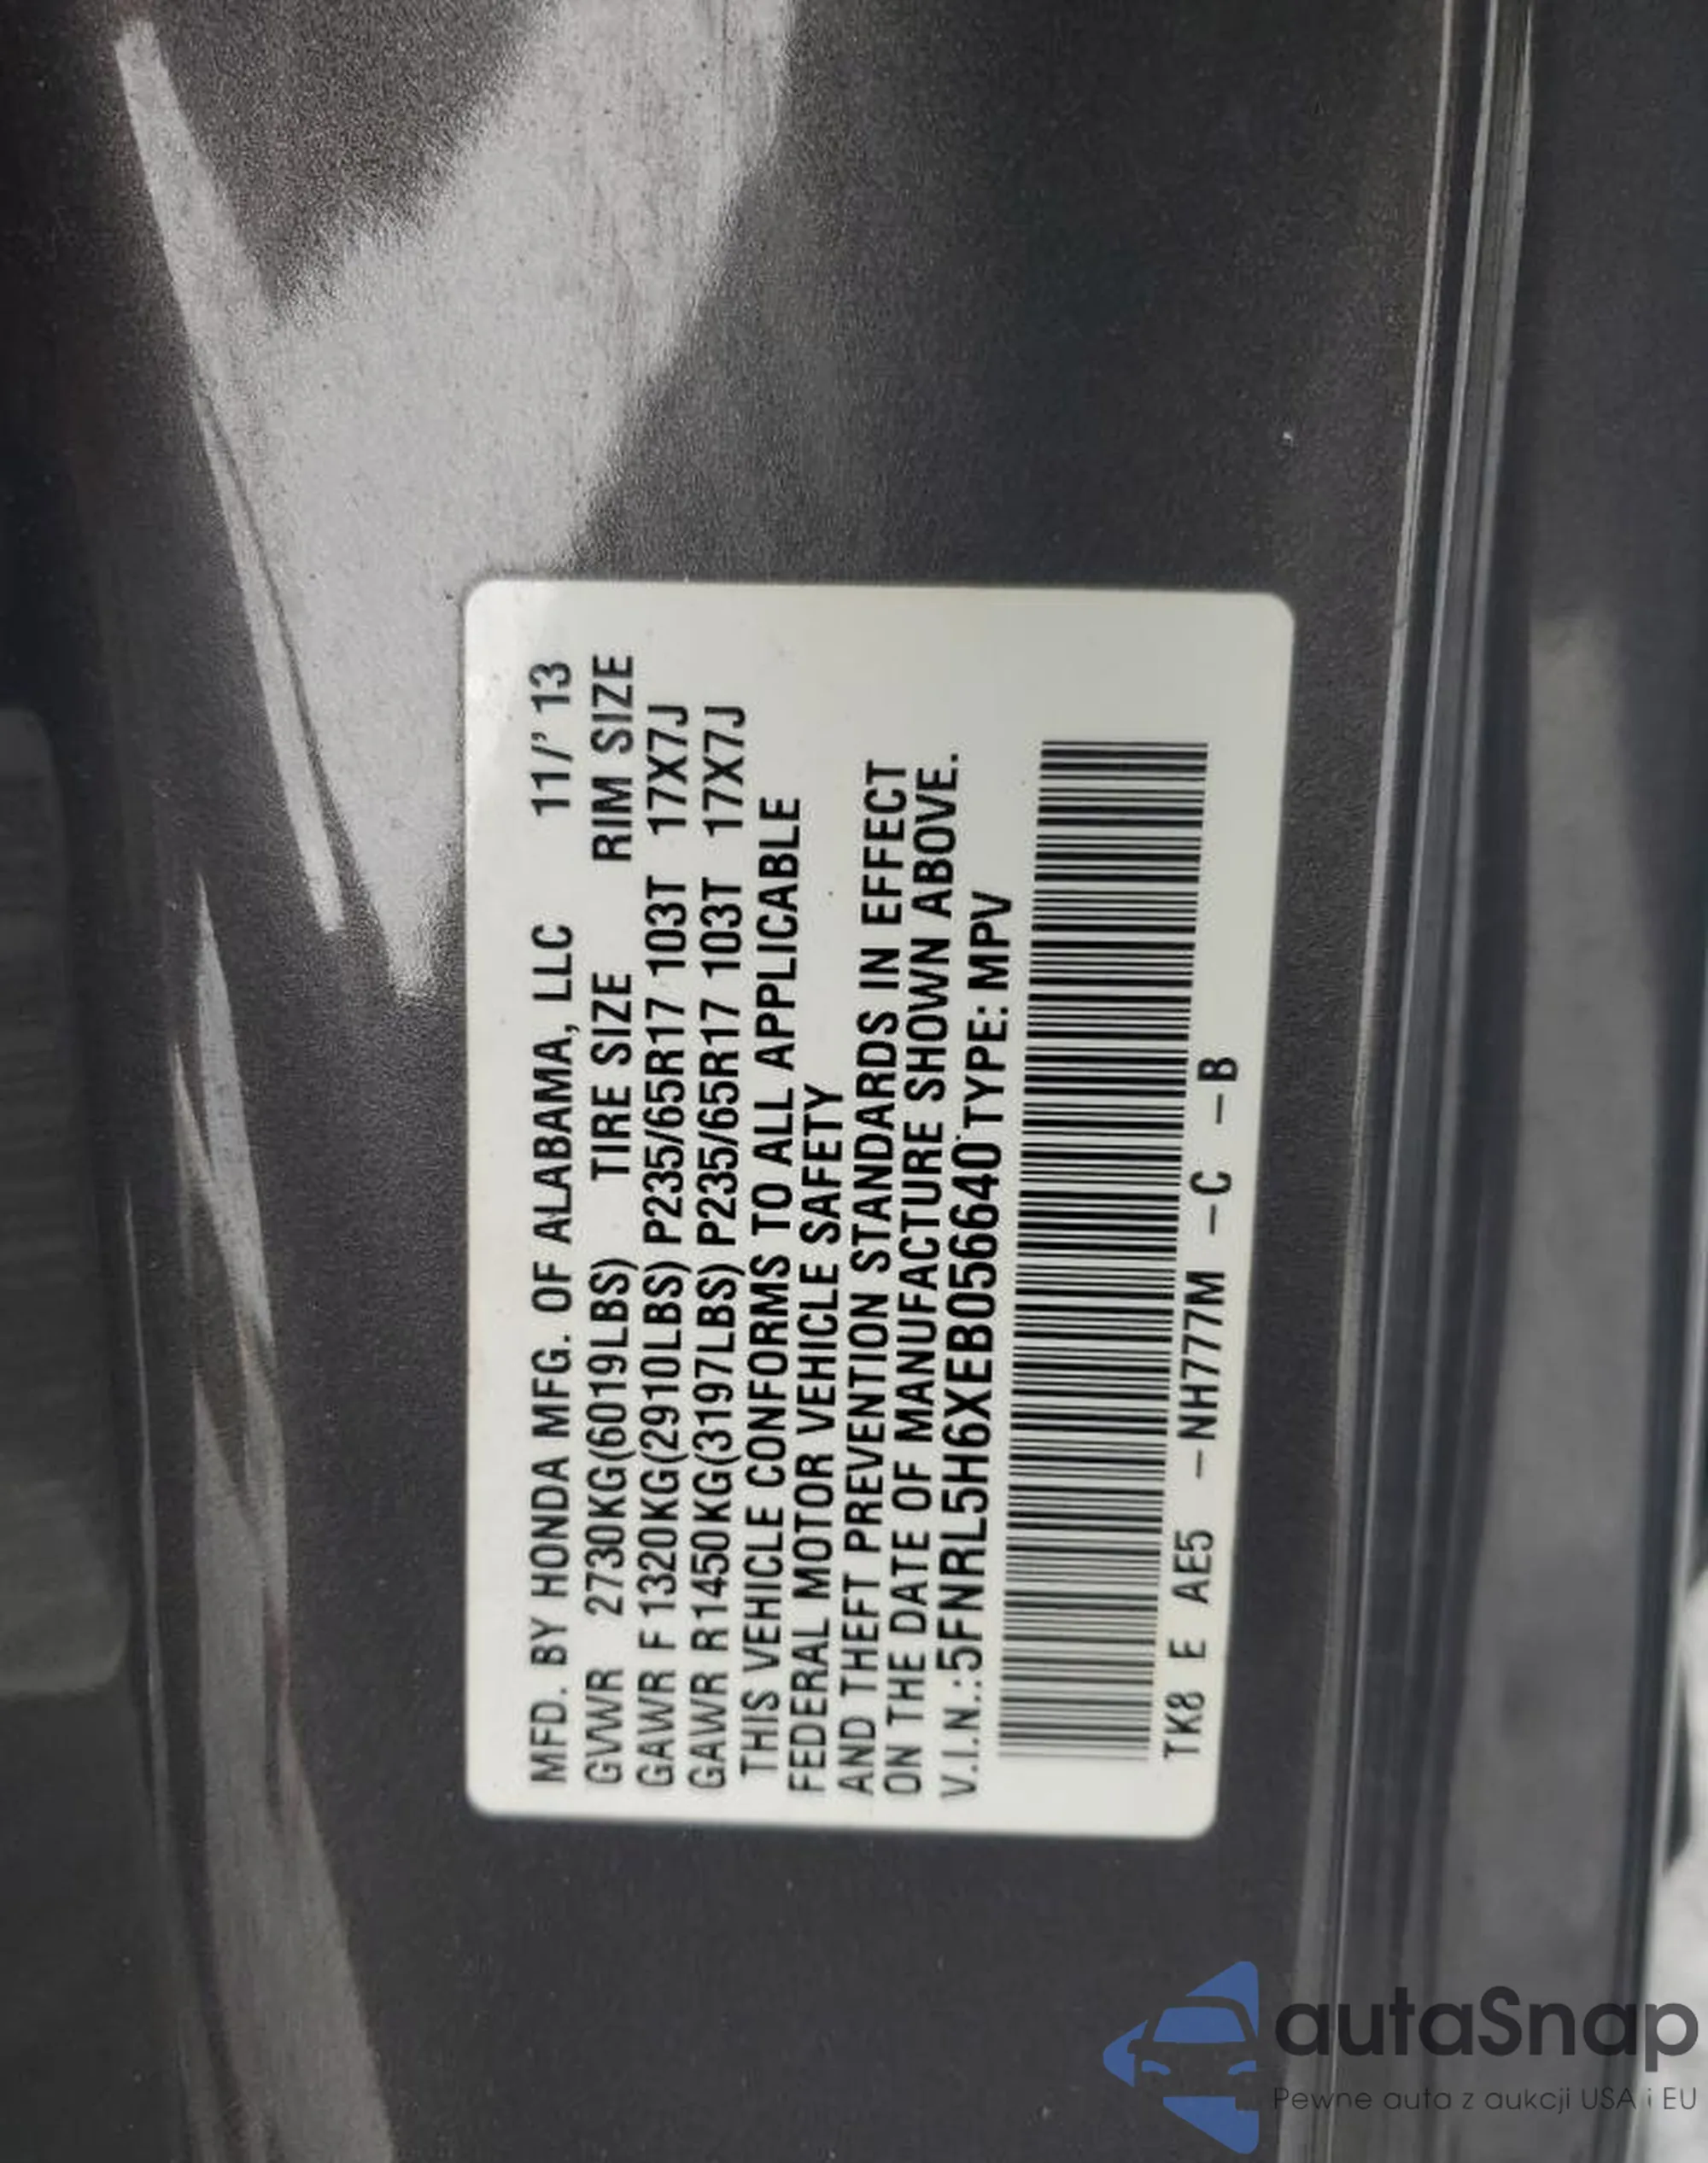 MFD. BY HONDA MFG. OF ALABAMA, LLC 11/'13
GVWR 2730KG(6019LBS) TIRE SIZE RIM SIZE
GAWR F 1320KG(2910LBS) P235/65R17 103T 17X7J
GAWR R1450KG(3197LBS) P235/65R17 103T 17X7J
THIS VEHICLE CONFORMS TO ALL APPLICABLE
FEDERAL MOTOR VEHICLE SAFETY
AND THEFT PREVENTION STANDARDS IN EFFECT
ON THE DATE OF MANUFACTURE SHOWN ABOVE.
V.I.N.:5FNRL5H6XEB056640 TYPE: MPV
TK8 E AE5 –NH777M –C –B
autaSnap
Pewne auta z aukcji USA i EU